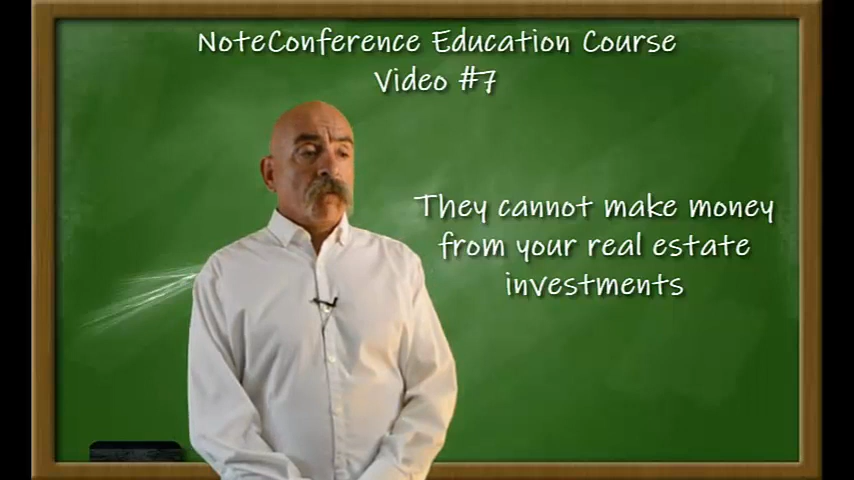 NoteConference Education Course
Video #7
They cannot make money
from your real estate
investments